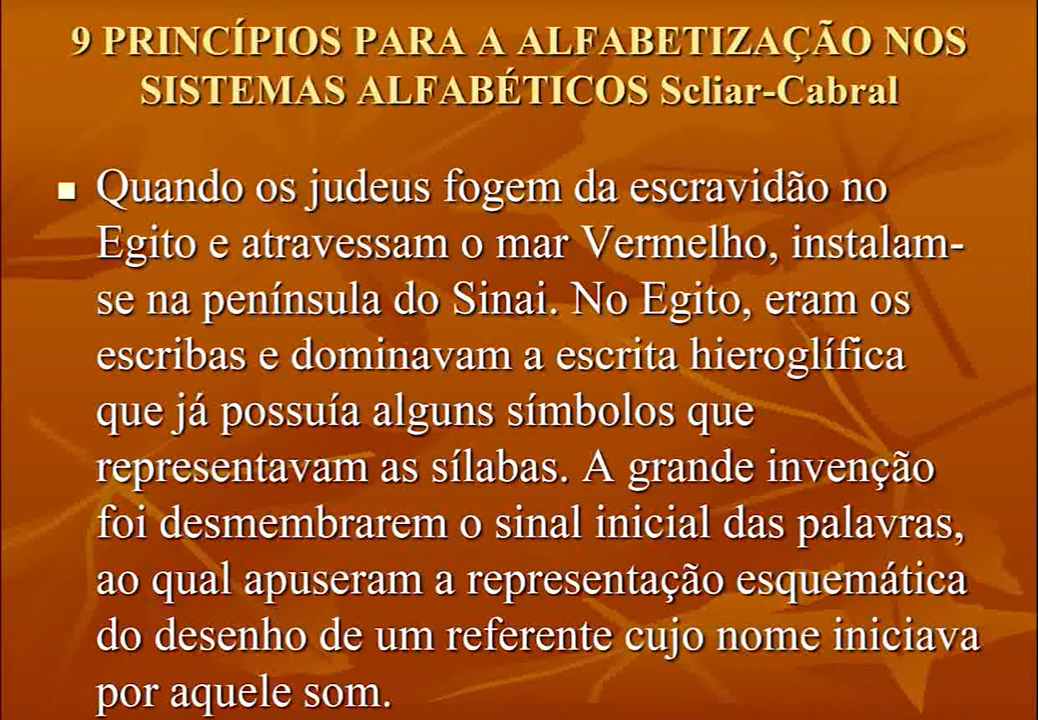 9 PRINCÍPIOS PARA A ALFABETIZAÇÃO NOS
SISTEMAS ALFABÉTICOS Scliar-Cabral
Quando os judeus fogem da escravidão no
Egito e atravessam o mar Vermelho, instalam-
se na península do Sinai. No Egito, eram os
escribas e dominavam a escrita hieroglífica
que já possuía alguns símbolos que
representavam as sílabas. A grande invenção
foi desmembrarem o sinal inicial das palavras,
ao qual apuseram a representação esquemática
do desenho de um referente cujo nome iniciava
por aquele som.